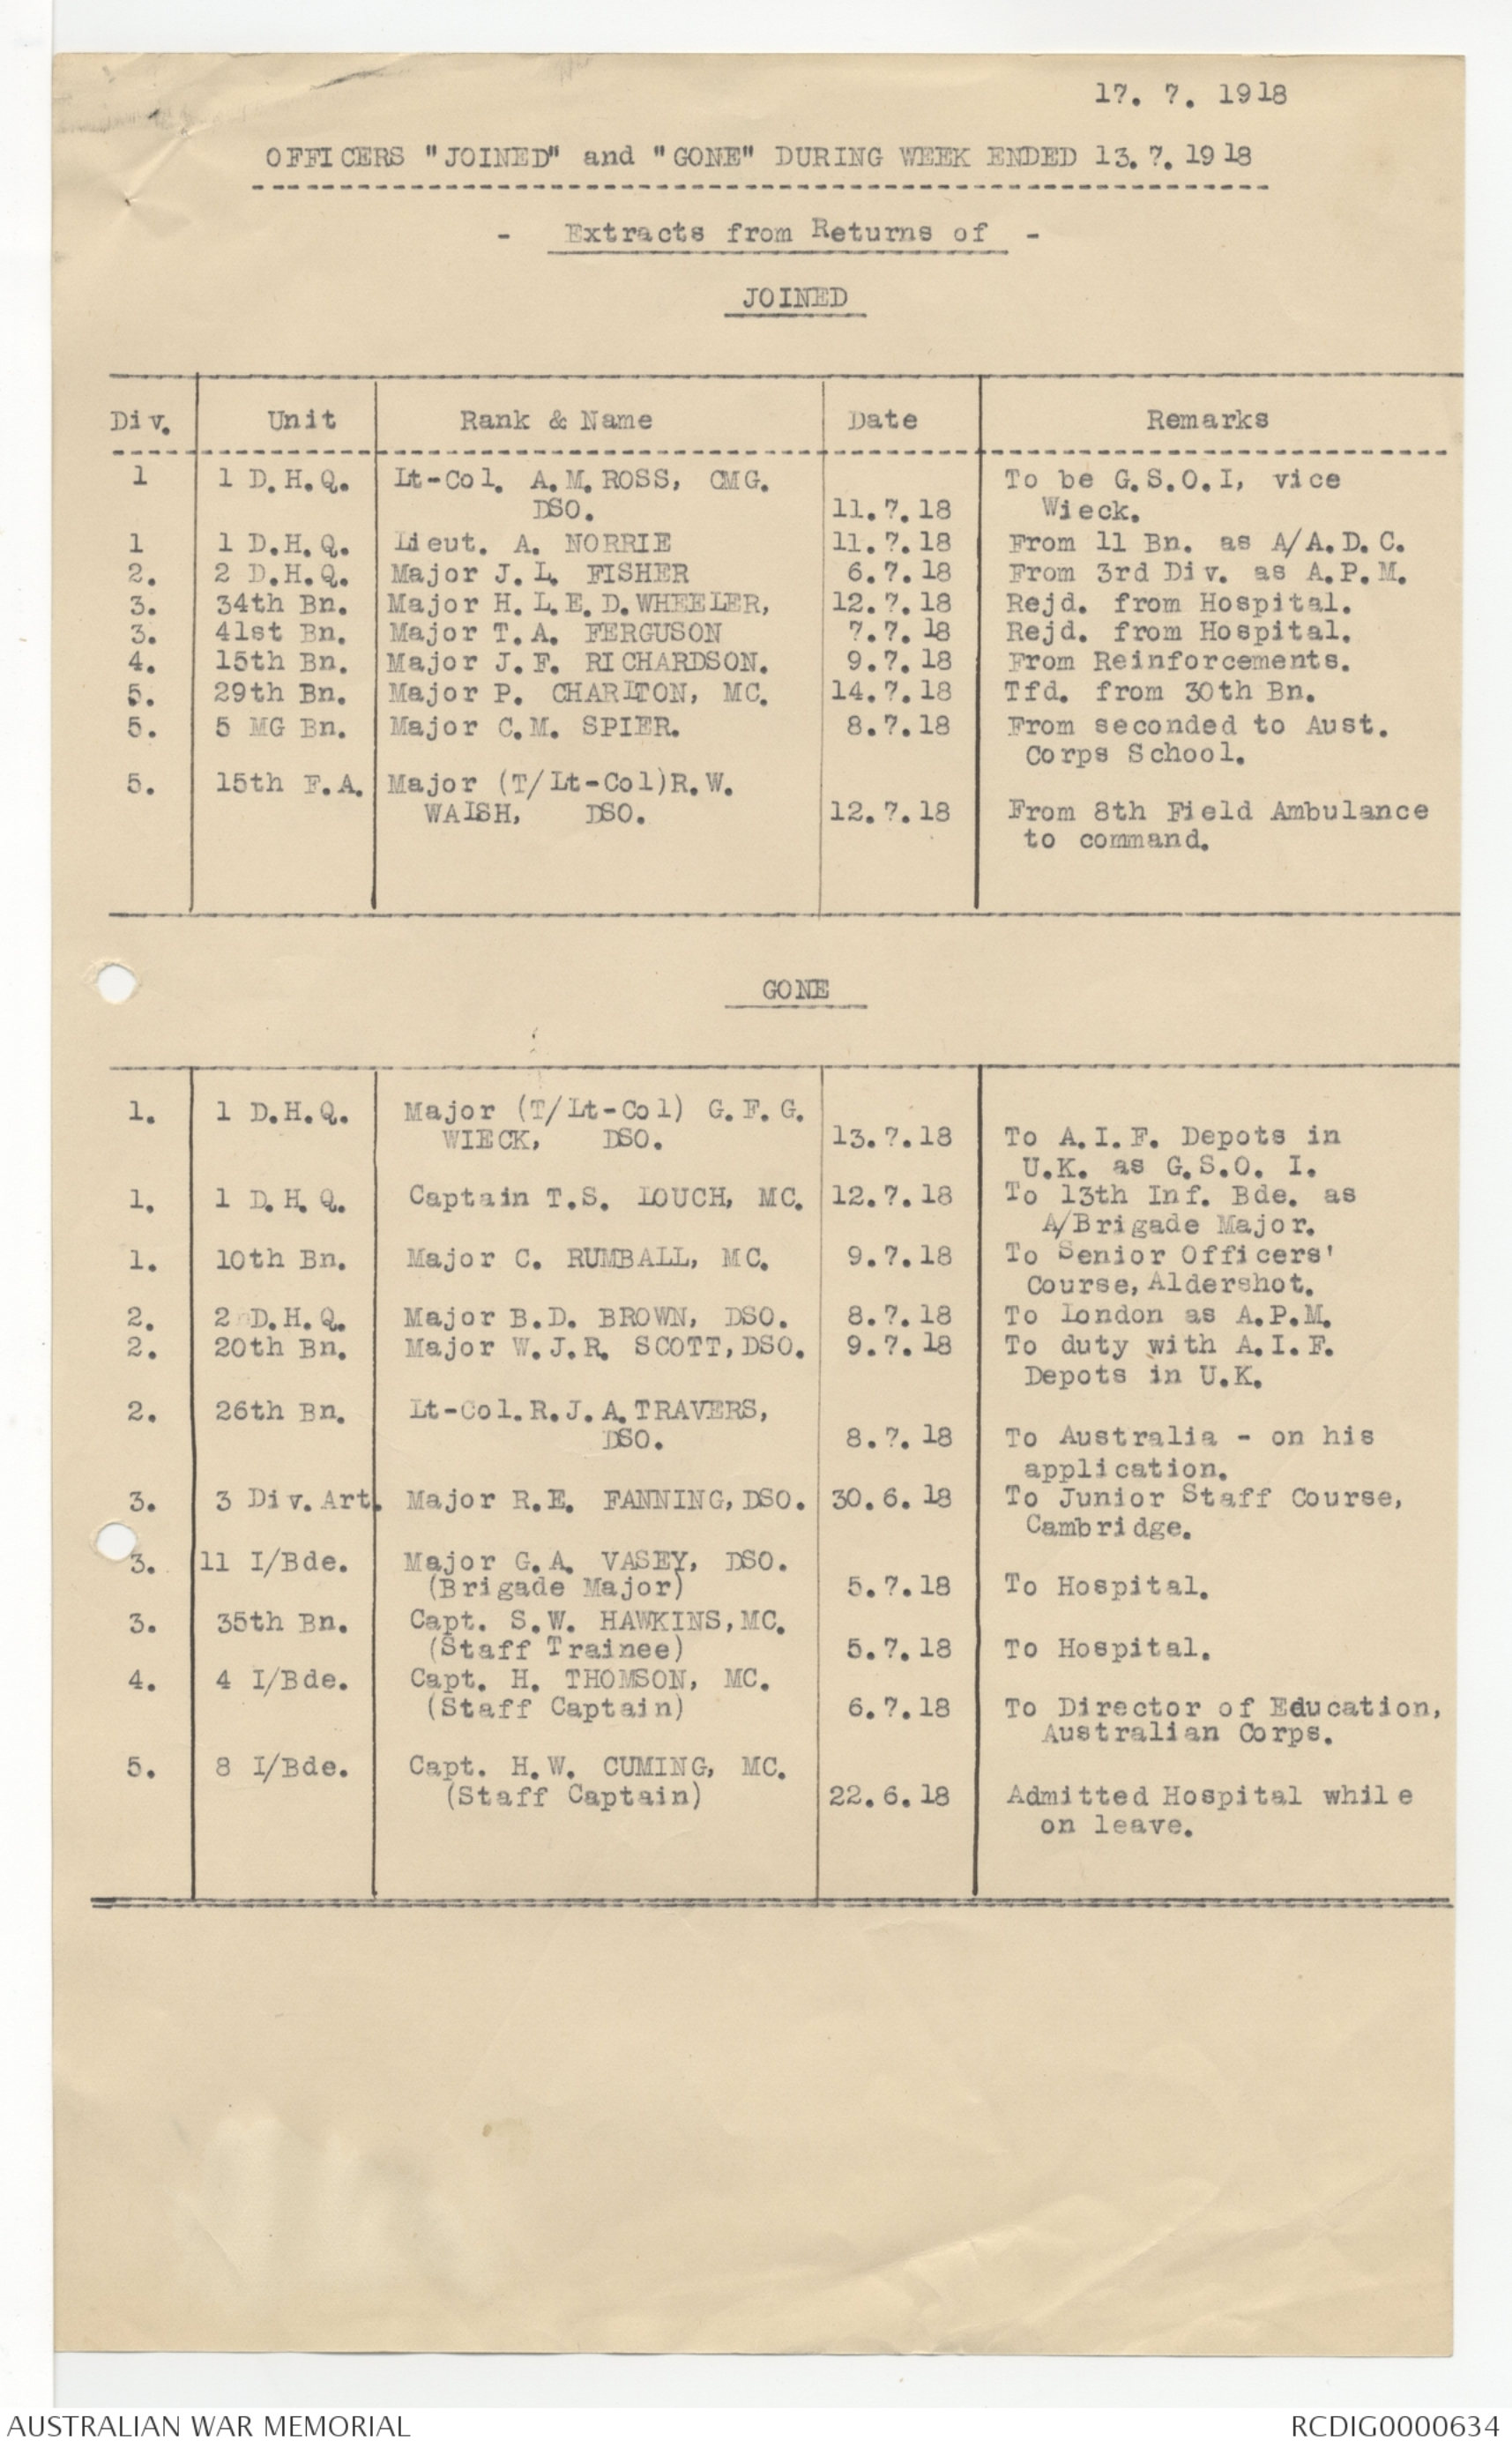 17. 7. 1918
OFFICERS "JOINED" and "GONE" DURING WEEK ENDED 13.7.1918
- Extracts from Returns of -
JOINED
Div. Unit Rank & Name Date Remarks
1 1 D.H.Q. Lt-Col. A.M.ROSS, CMG. To be G.S.O.I, vice
DSO. 11.7.18 Wieck.
1 1 D.H.Q. Lieut. A. NORRIE 11.7.18 From 11 Bn. as A/A.D.C.
2. 2 D.H.Q. Major J.L. FISHER 6.7.18 From 3rd Div. as A.P.M.
3. 34th Bn. Major H.L.E.D.WHEELER, 12.7.18 Rejd. from Hospital.
3. 41st Bn. Major T.A. FERGUSON 7.7.18 Rejd. from Hospital.
4. 15th Bn. Major J.F. RICHARDSON. 9.7.18 From Reinforcements.
5. 29th Bn. Major P. CHARLTON, MC. 14.7.18 Tfd. from 30th Bn.
5. 5 MG Bn. Major C.M. SPIER. 8.7.18 From seconded to Aust.
Corps School.
5. 15th F.A. Major (T/Lt-Col)R.W.
WALSH, DSO. 12.7.18 From 8th Field Ambulance
to command.
GONE
1. 1 D.H.Q. Major (T/Lt-Col) G.F.G.
WIECK, DSO. 13.7.18 To A.I.F. Depots in
U.K. as G.S.O. I.
1. 1 D.H.Q. Captain T.S. LOUCH, MC. 12.7.18 To 13th Inf. Bde. as
A/Brigade Major.
1. 10th Bn. Major C. RUMBALL, MC. 9.7.18 To Senior Officers'
Course, Aldershot.
2. 2 D.H.Q. Major B.D. BROWN, DSO. 8.7.18 To London as A.P.M.
2. 20th Bn. Major W.J.R. SCOTT,DSO. 9.7.18 To duty with A.I.F.
Depots in U.K.
2. 26th Bn. Lt-Col.R.J.A.TRAVERS,
DSO. 8.7.18 To Australia - on his
application.
3. 3 Div.Art. Major R.E. FANNING,DSO. 30.6.18 To Junior Staff Course,
Cambridge.
3. 11 I/Bde. Major G.A. VASEY, DSO.
(Brigade Major) 5.7.18 To Hospital.
3. 35th Bn. Capt. S.W. HAWKINS,MC.
(Staff Trainee) 5.7.18 To Hospital.
4. 4 I/Bde. Capt. H. THOMSON, MC.
(Staff Captain) 6.7.18 To Director of Education,
Australian Corps.
5. 8 I/Bde. Capt. H.W. CUMING, MC.
(Staff Captain) 22.6.18 Admitted Hospital while
on leave.
AUSTRALIAN WAR MEMORIAL RCDIG0000634